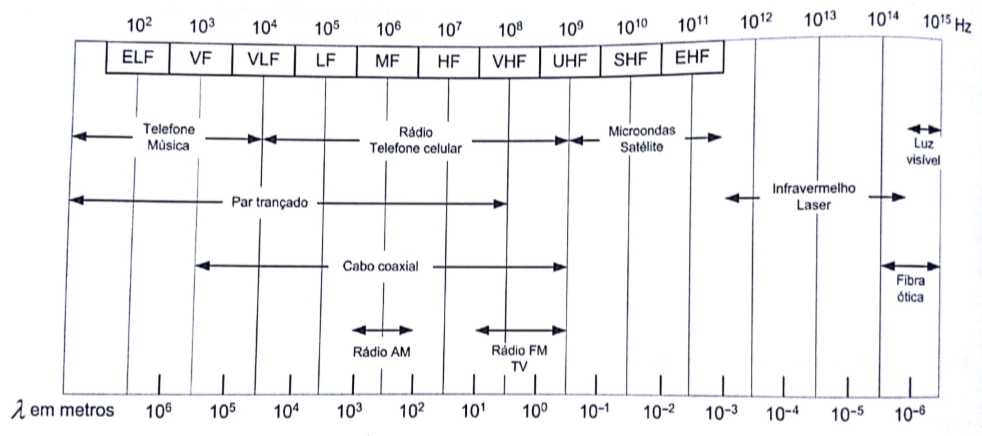 10² 10³ 10⁴ 10⁵ 10⁶ 10⁷ 10⁸ 10⁹ 10¹⁰ 10¹¹ 10¹² 10¹³ 10¹⁴ 10¹⁵ Hz
ELF VF VLF LF MF HF VHF UHF SHF EHF
Telefone
Música
Rádio
Telefone celular
Microondas
Satélite
Luz
visível
Par trançado
Infravermelho
Laser
Cabo coaxial
Fibra
ótica
Rádio AM
Rádio FM
TV
λ em metros 10⁶ 10⁵ 10⁴ 10³ 10² 10¹ 10⁰ 10⁻¹ 10⁻² 10⁻³ 10⁻⁴ 10⁻⁵ 10⁻⁶